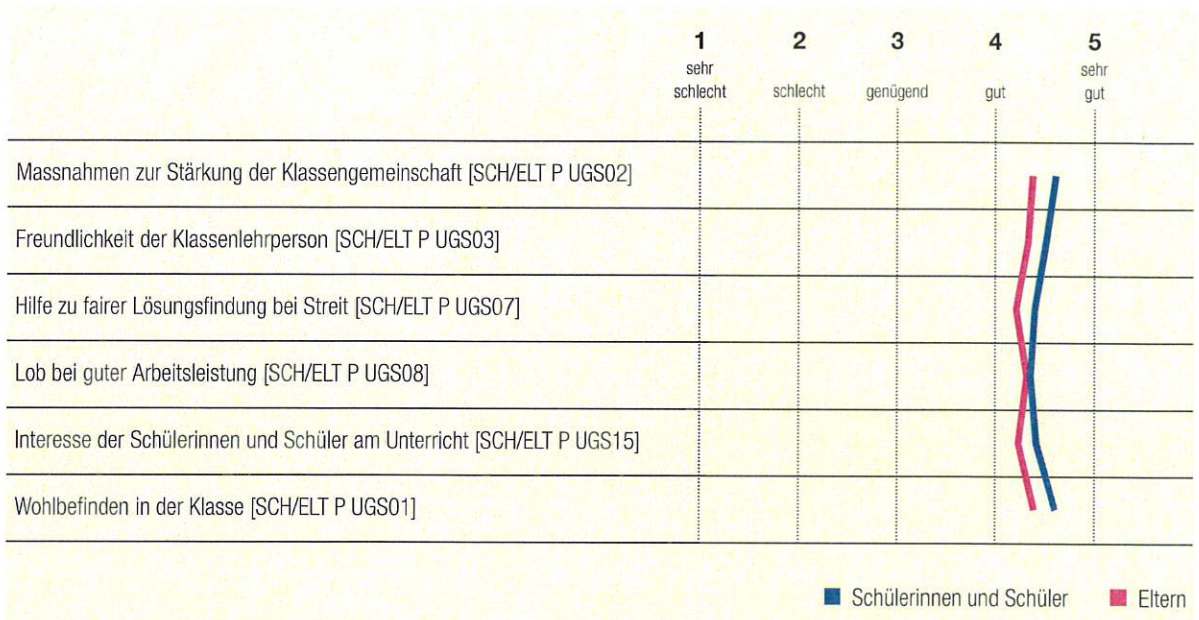 1 2 3 4 5
sehr schlecht schlecht genügend gut sehr gut
Massnahmen zur Stärkung der Klassengemeinschaft [SCH/ELT P UGS02]
Freundlichkeit der Klassenlehrperson [SCH/ELT P UGS03]
Hilfe zu fairer Lösungsfindung bei Streit [SCH/ELT P UGS07]
Lob bei guter Arbeitsleistung [SCH/ELT P UGS08]
Interesse der Schülerinnen und Schüler am Unterricht [SCH/ELT P UGS15]
Wohlbefinden in der Klasse [SCH/ELT P UGS01]
Schülerinnen und Schüler Eltern